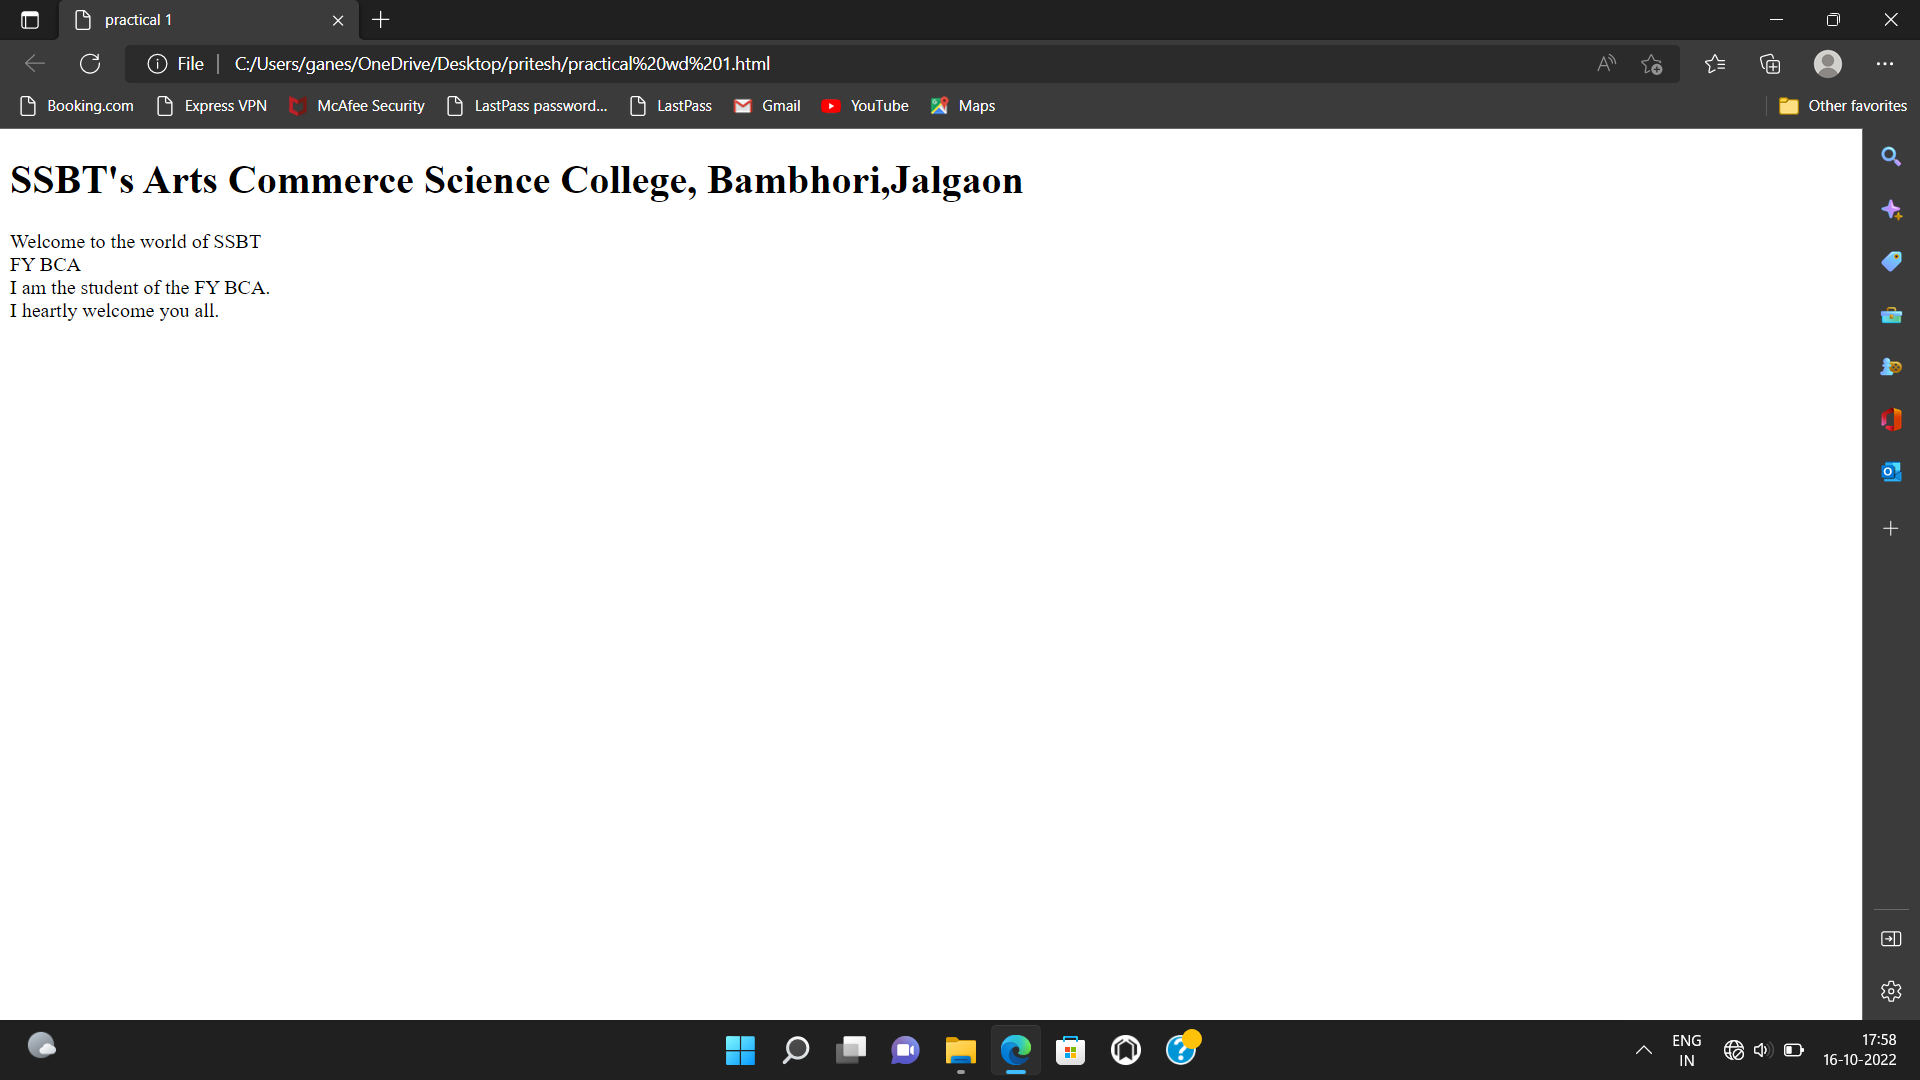 practical 1
File
C:/Users/ganes/OneDrive/Desktop/pritesh/practical%20wd%201.html
Booking.com
Express VPN
McAfee Security
LastPass password...
LastPass
Gmail
YouTube
Maps
Other favorites
SSBT's Arts Commerce Science College, Bambhori,Jalgaon
Welcome to the world of SSBT
FY BCA
I am the student of the FY BCA.
I heartly welcome you all.
ENG
IN
17:58
16-10-2022